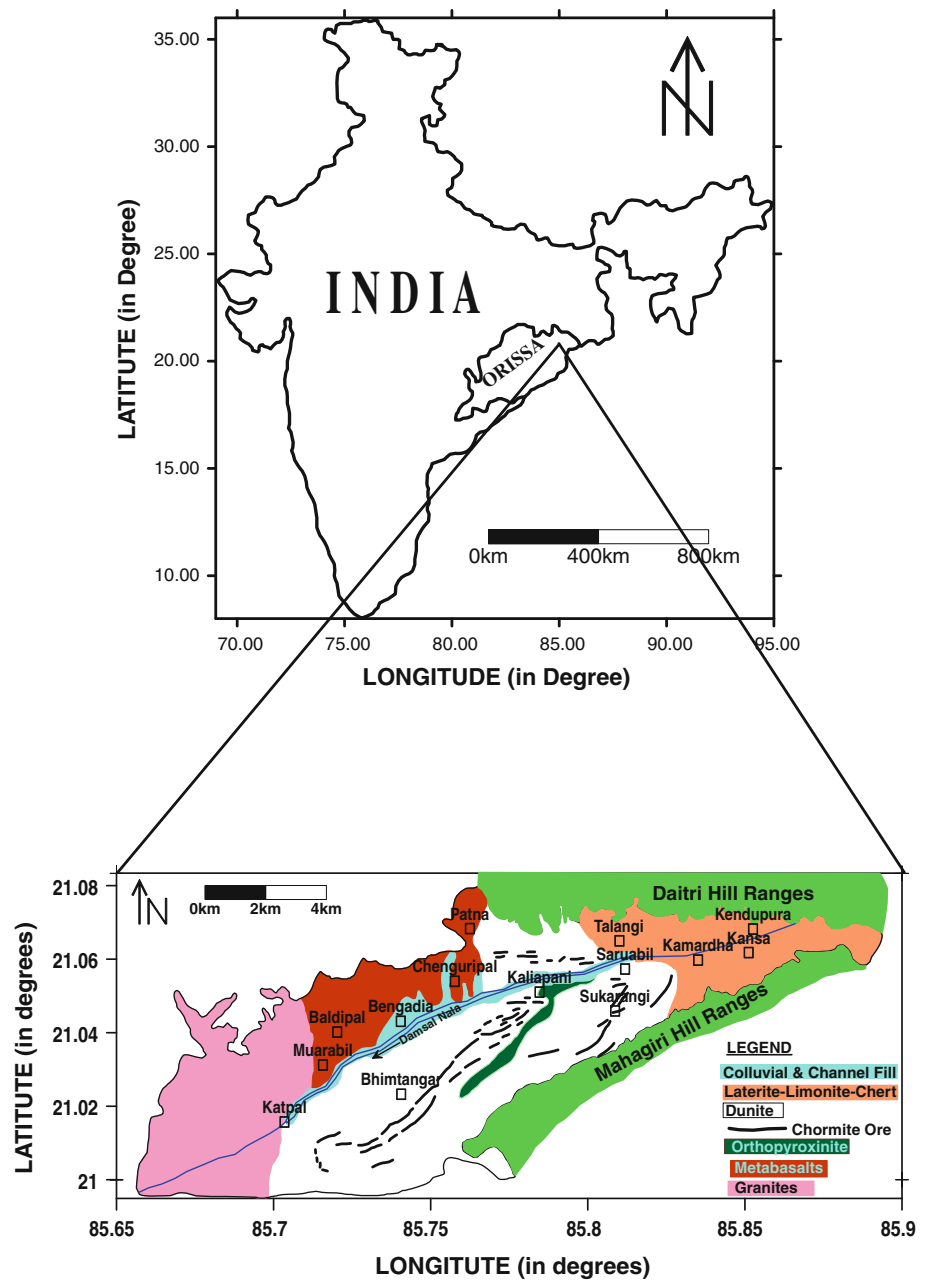 35.00
30.00
25.00
20.00
15.00
10.00
LATITUTE (in Degree)
N
INDIA
ORISSA
0km 400km 800km
70.00 75.00 80.00 85.00 90.00 95.00
LONGITUDE (in Degree)
21.08
21.06
21.04
21.02
21
LATITUTE (in degrees)
N
0km 2km 4km
Daitri Hill Ranges
Patna
Kendupura
Talangi
Kansa
Kamardha
Saruabil
Chenguripal
Kaliapani
Sukarangi
Bengadia
Baldipal
Damsal Nala
Mahagiri Hill Ranges
Muarabil
Bhimtangar
Katpal
LEGEND
Colluvial & Channel Fill
Laterite-Limonite-Chert
Dunite
Chormite Ore
Orthopyroxinite
Metabasalts
Granites
85.65 85.7 85.75 85.8 85.85 85.9
LONGITUTE (in degrees)